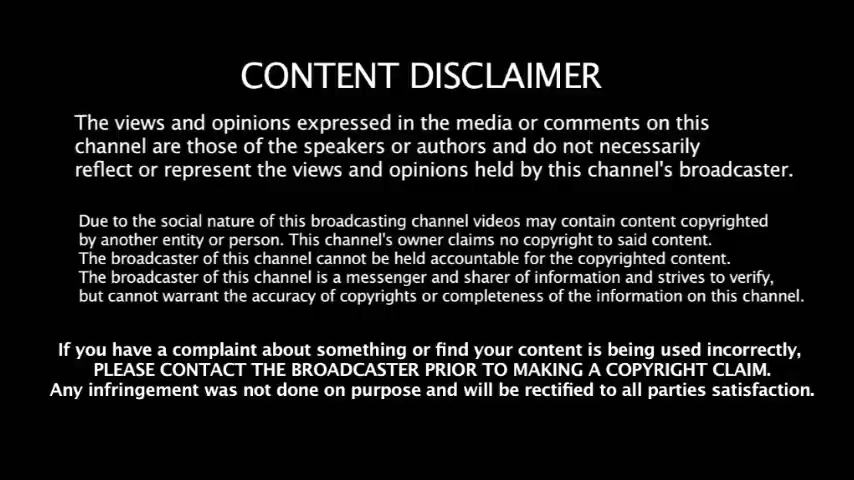 CONTENT DISCLAIMER
The views and opinions expressed in the media or comments on this
channel are those of the speakers or authors and do not necessarily
reflect or represent the views and opinions held by this channel's broadcaster.
Due to the social nature of this broadcasting channel videos may contain content copyrighted
by another entity or person. This channel's owner claims no copyright to said content.
The broadcaster of this channel cannot be held accountable for the copyrighted content.
The broadcaster of this channel is a messenger and sharer of information and strives to verify,
but cannot warrant the accuracy of copyrights or completeness of the information on this channel.
If you have a complaint about something or find your content is being used incorrectly,
PLEASE CONTACT THE BROADCASTER PRIOR TO MAKING A COPYRIGHT CLAIM.
Any infringement was not done on purpose and will be rectified to all parties satisfaction.